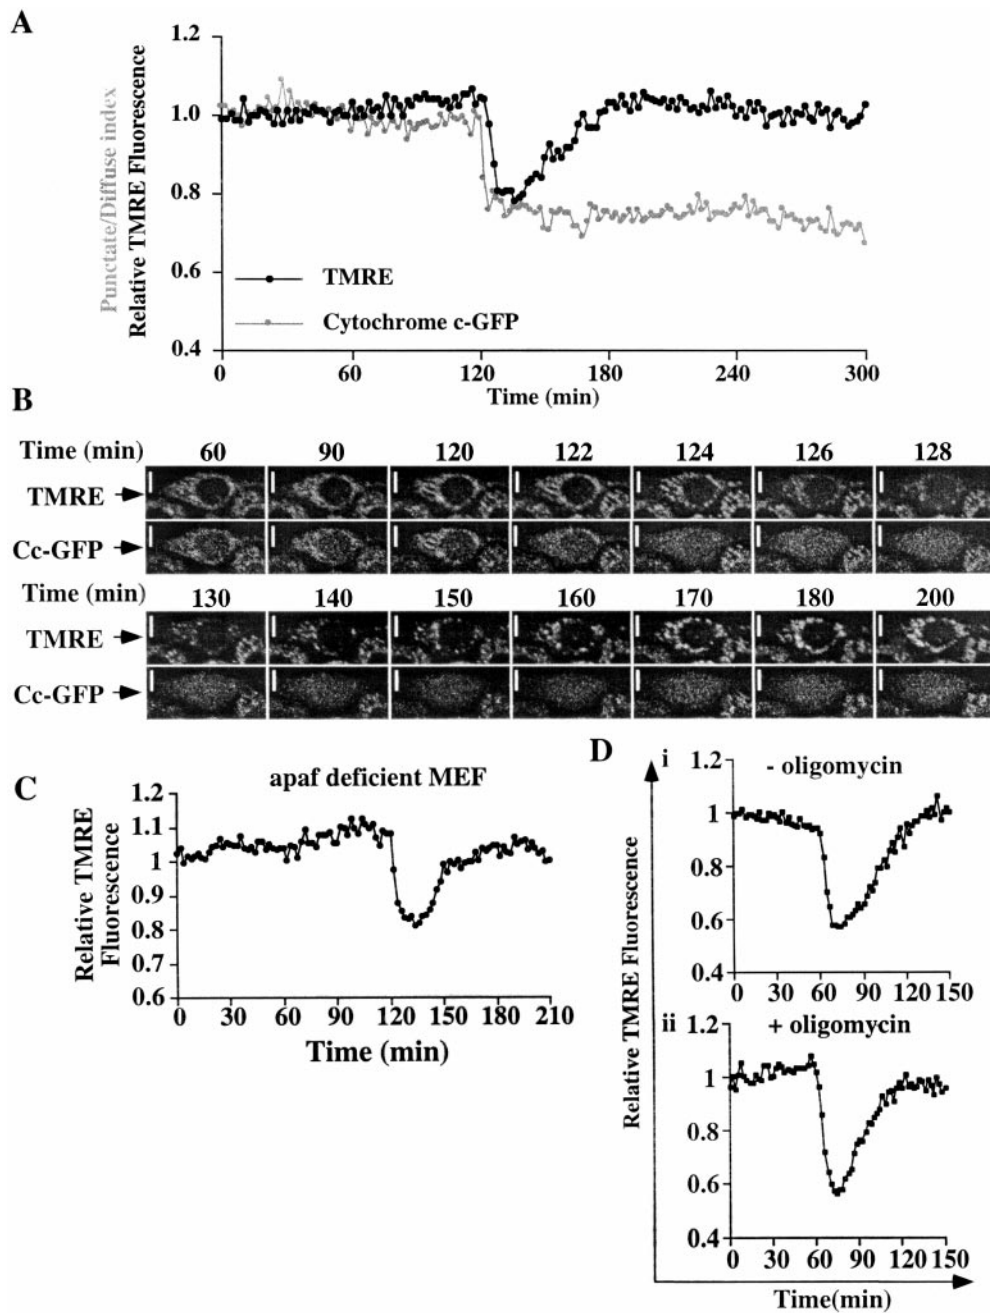 A
Punctate/Diffuse index
Relative TMRE Fluorescence
1.2
1.0
0.8
0.6
0.4
TMRE
Cytochrome c-GFP
0 60 120 180 240 300
Time (min)
B
Time (min) 60 90 120 122 124 126 128
TMRE
Cc-GFP
Time (min) 130 140 150 160 170 180 200
TMRE
Cc-GFP
C
apaf deficient MEF
Relative TMRE
Fluorescence
1.2
1.1
1
0.9
0.8
0.7
0.6
0 30 60 90 120 150 180 210
Time (min)
D
Relative TMRE Fluorescence
i
- oligomycin
1.2
1
0.8
0.6
0.4
0 30 60 90 120 150
ii
+ oligomycin
1.2
1
0.8
0.6
0.4
0 30 60 90 120 150
Time(min)